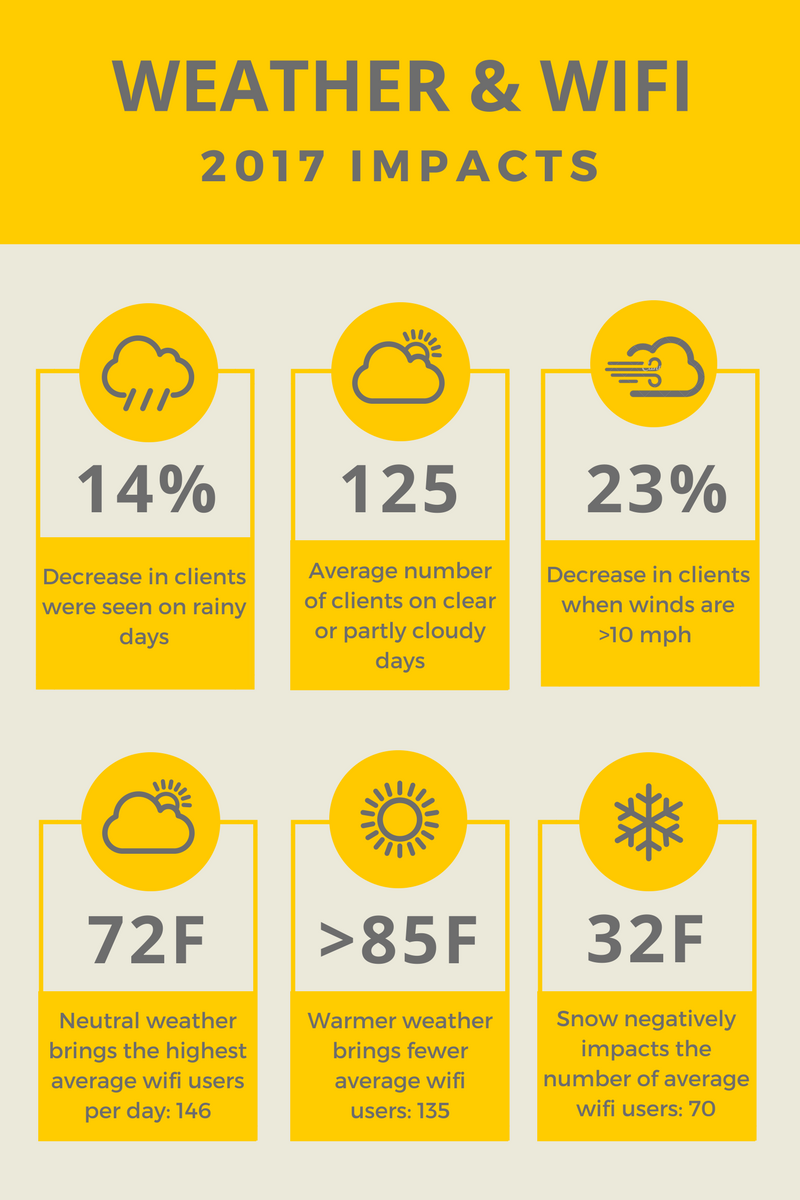 WEATHER & WIFI
2017 IMPACTS
14%
Decrease in clients
were seen on rainy
days
125
Average number
of clients on clear
or partly cloudy
days
23%
Decrease in clients
when winds are
>10 mph
72F
Neutral weather
brings the highest
average wifi users
per day: 146
>85F
Warmer weather
brings fewer
average wifi
users: 135
32F
Snow negatively
impacts the
number of average
wifi users: 70